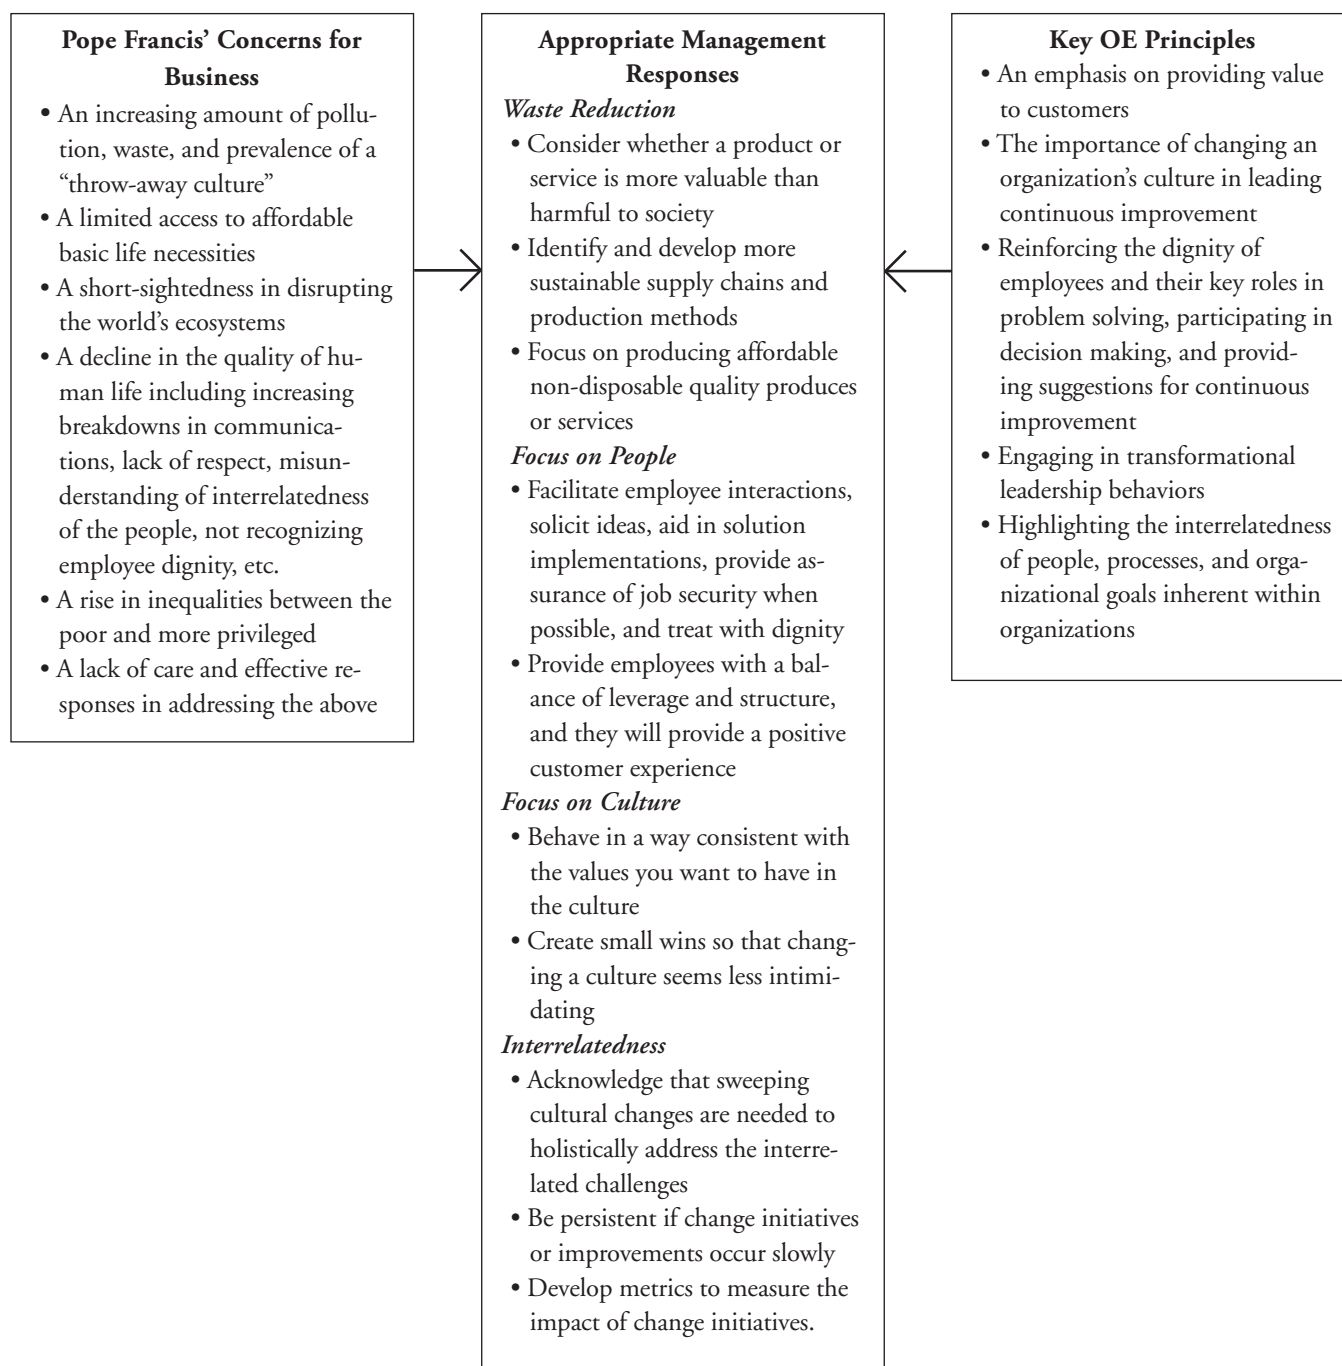 Pope Francis’ Concerns for
Business
• An increasing amount of pollu-
tion, waste, and prevalence of a
“throw-away culture”
• A limited access to affordable
basic life necessities
• A short-sightedness in disrupting
the world’s ecosystems
• A decline in the quality of hu-
man life including increasing
breakdowns in communica-
tions, lack of respect, misun-
derstanding of interrelatedness
of the people, not recognizing
employee dignity, etc.
• A rise in inequalities between the
poor and more privileged
• A lack of care and effective re-
sponses in addressing the above
Appropriate Management
Responses
Waste Reduction
• Consider whether a product or
service is more valuable than
harmful to society
• Identify and develop more
sustainable supply chains and
production methods
• Focus on producing affordable
non-disposable quality produces
or services
Focus on People
• Facilitate employee interactions,
solicit ideas, aid in solution
implementations, provide as-
surance of job security when
possible, and treat with dignity
• Provide employees with a bal-
ance of leverage and structure,
and they will provide a positive
customer experience
Focus on Culture
• Behave in a way consistent with
the values you want to have in
the culture
• Create small wins so that chang-
ing a culture seems less intimi-
dating
Interrelatedness
• Acknowledge that sweeping
cultural changes are needed to
holistically address the interre-
lated challenges
• Be persistent if change initiatives
or improvements occur slowly
• Develop metrics to measure the
impact of change initiatives.
Key OE Principles
• An emphasis on providing value
to customers
• The importance of changing an
organization’s culture in leading
continuous improvement
• Reinforcing the dignity of
employees and their key roles in
problem solving, participating in
decision making, and provid-
ing suggestions for continuous
improvement
• Engaging in transformational
leadership behaviors
• Highlighting the interrelatedness
of people, processes, and orga-
nizational goals inherent within
organizations